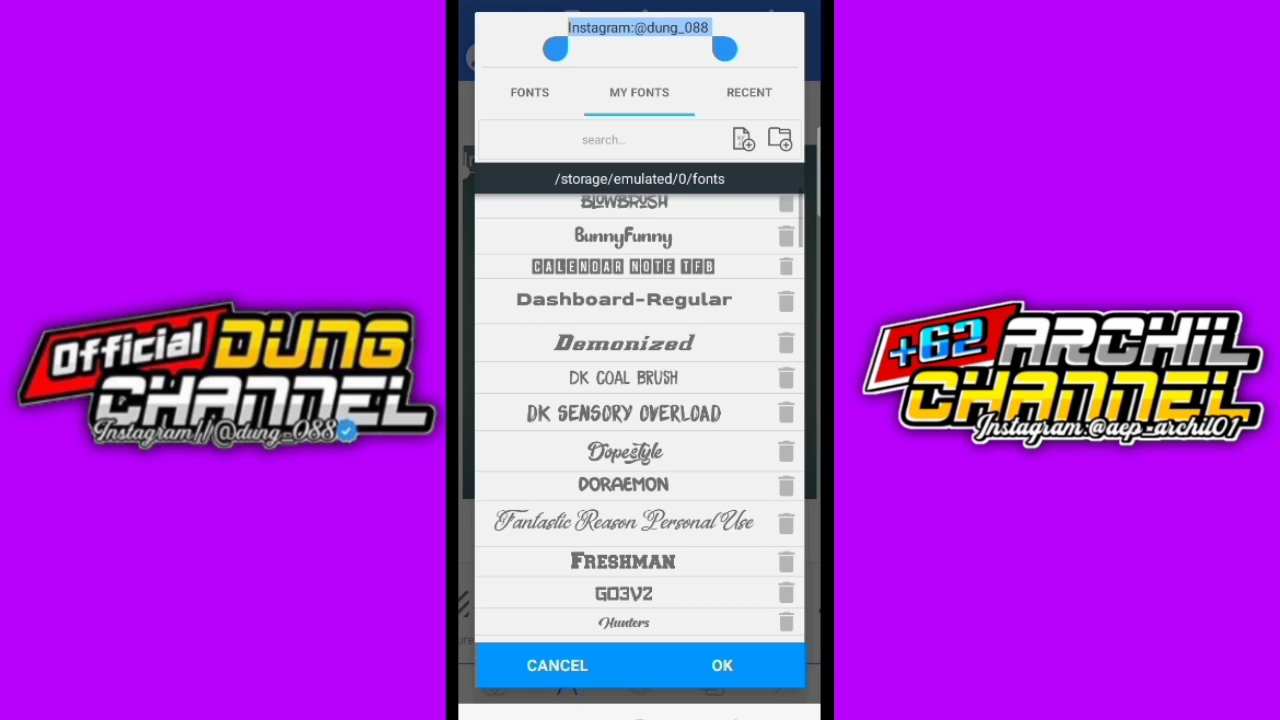 Instagram:@dung_088
FONTS
MY FONTS
RECENT
search...
/storage/emulated/0/fonts
BLOWBRUSH
BunnyFunny
CALENDAR NOTE TFB
Dashboard-Regular
Demonized
DK COAL BRUSH
DK SENSORY OVERLOAD
Dopestyle
DORAEMON
Fantastic Reason Personal Use
FRESHMAN
GO3V2
Hunters
CANCEL
OK
Official DUNG
CHANNEL
Instagram//@dung_088
+62 ARCHIL
CHANNEL
Instagram:@aep_archil01